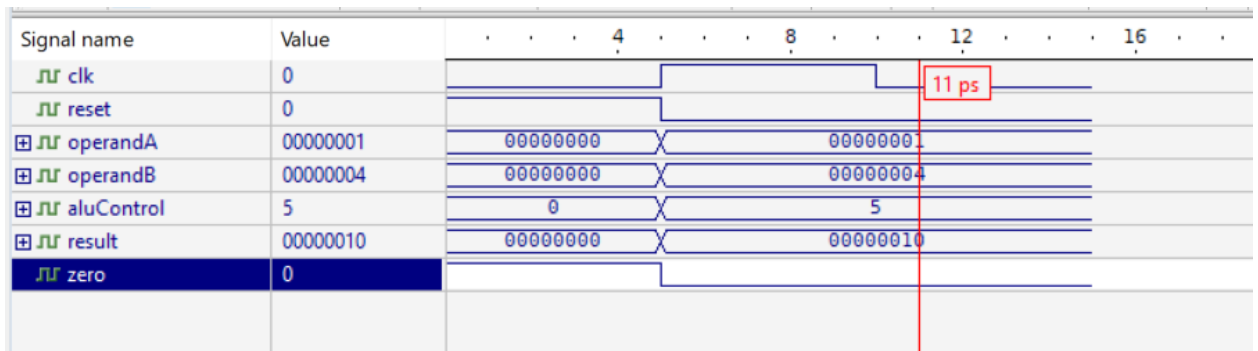 Signal name Value 4 8 12 16
clk 0 11 ps
reset 0
operandA 00000001 00000000 00000001
operandB 00000004 00000000 00000004
aluControl 5 0 5
result 00000010 00000000 00000010
zero 0